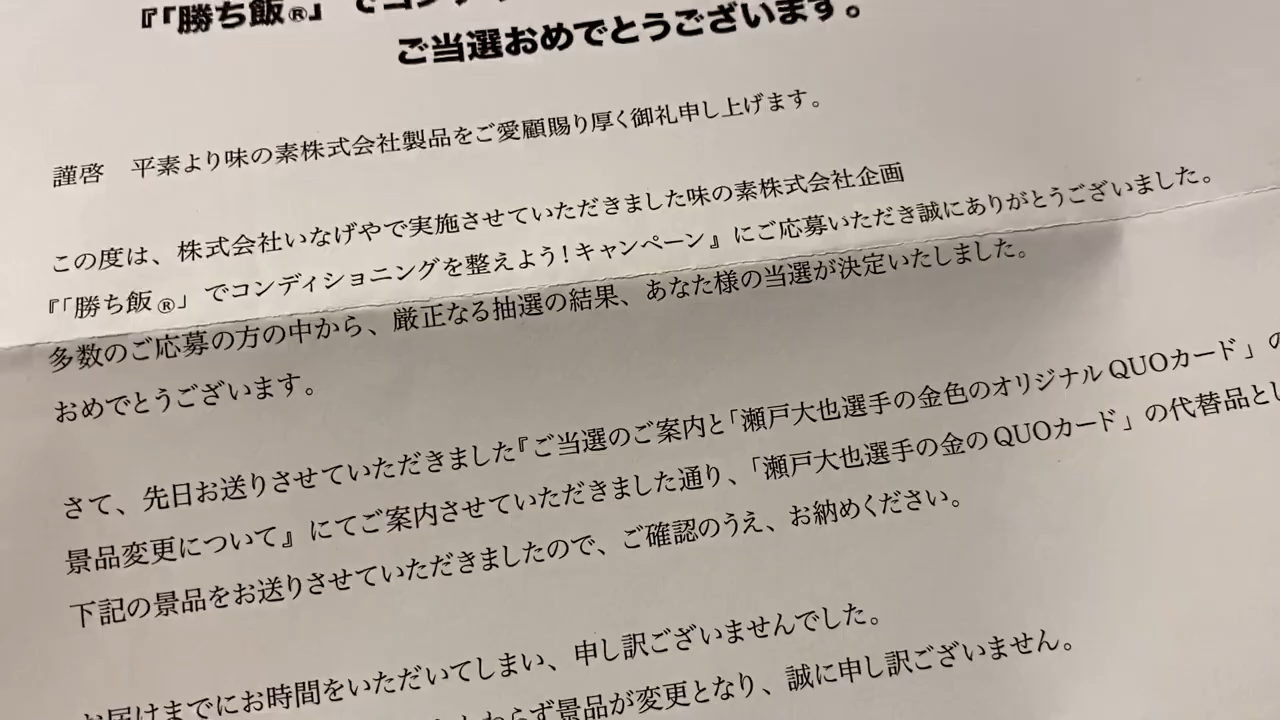 『「勝ち飯®」でコンデ
ご当選おめでとうございます。
謹啓　平素より味の素株式会社製品をご愛顧賜り厚く御礼申し上げます。
この度は、株式会社いなげやで実施させていただきました味の素株式会社企画
『「勝ち飯®」でコンディショニングを整えよう!キャンペーン』にご応募いただき誠にありがとうございました。
多数のご応募の方の中から、厳正なる抽選の結果、あなた様の当選が決定いたしました。
おめでとうございます。
さて、先日お送りさせていただきました『ご当選のご案内と「瀬戸大也選手の金色のオリジナルQUOカード」の
景品変更について』にてご案内させていただきました通り、「瀬戸大也選手の金のQUOカード」の代替品とし
下記の景品をお送りさせていただきましたので、ご確認のうえ、お納めください。
お届けまでにお時間をいただいてしまい、申し訳ございませんでした。
わらず景品が変更となり、誠に申し訳ございません。